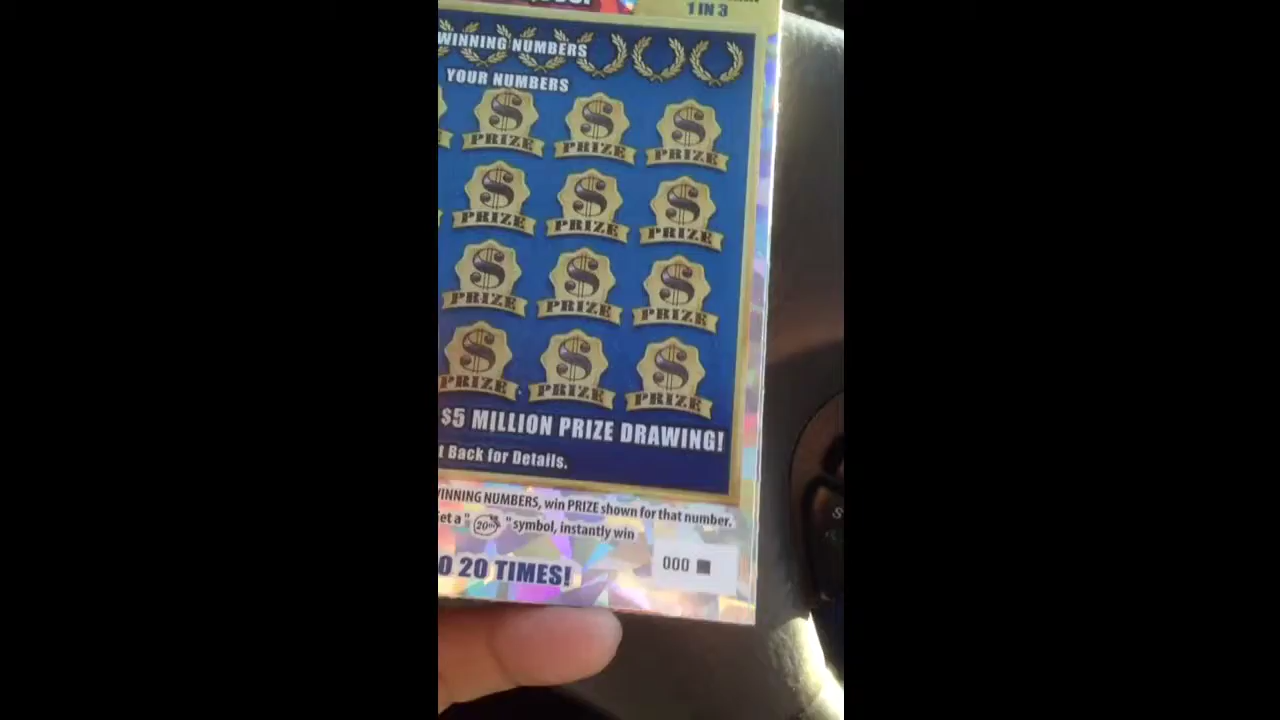 1 IN 3
WINNING NUMBERS
YOUR NUMBERS
$ $ $
PRIZE PRIZE PRIZE
$ $ $
PRIZE PRIZE PRIZE
$ $ $
PRIZE PRIZE PRIZE
$ $ $
PRIZE PRIZE PRIZE
$5 MILLION PRIZE DRAWING!
Back for Details.
WINNING NUMBERS, win PRIZE shown for that number.
a " 20th " symbol, instantly win
20 TIMES!
000